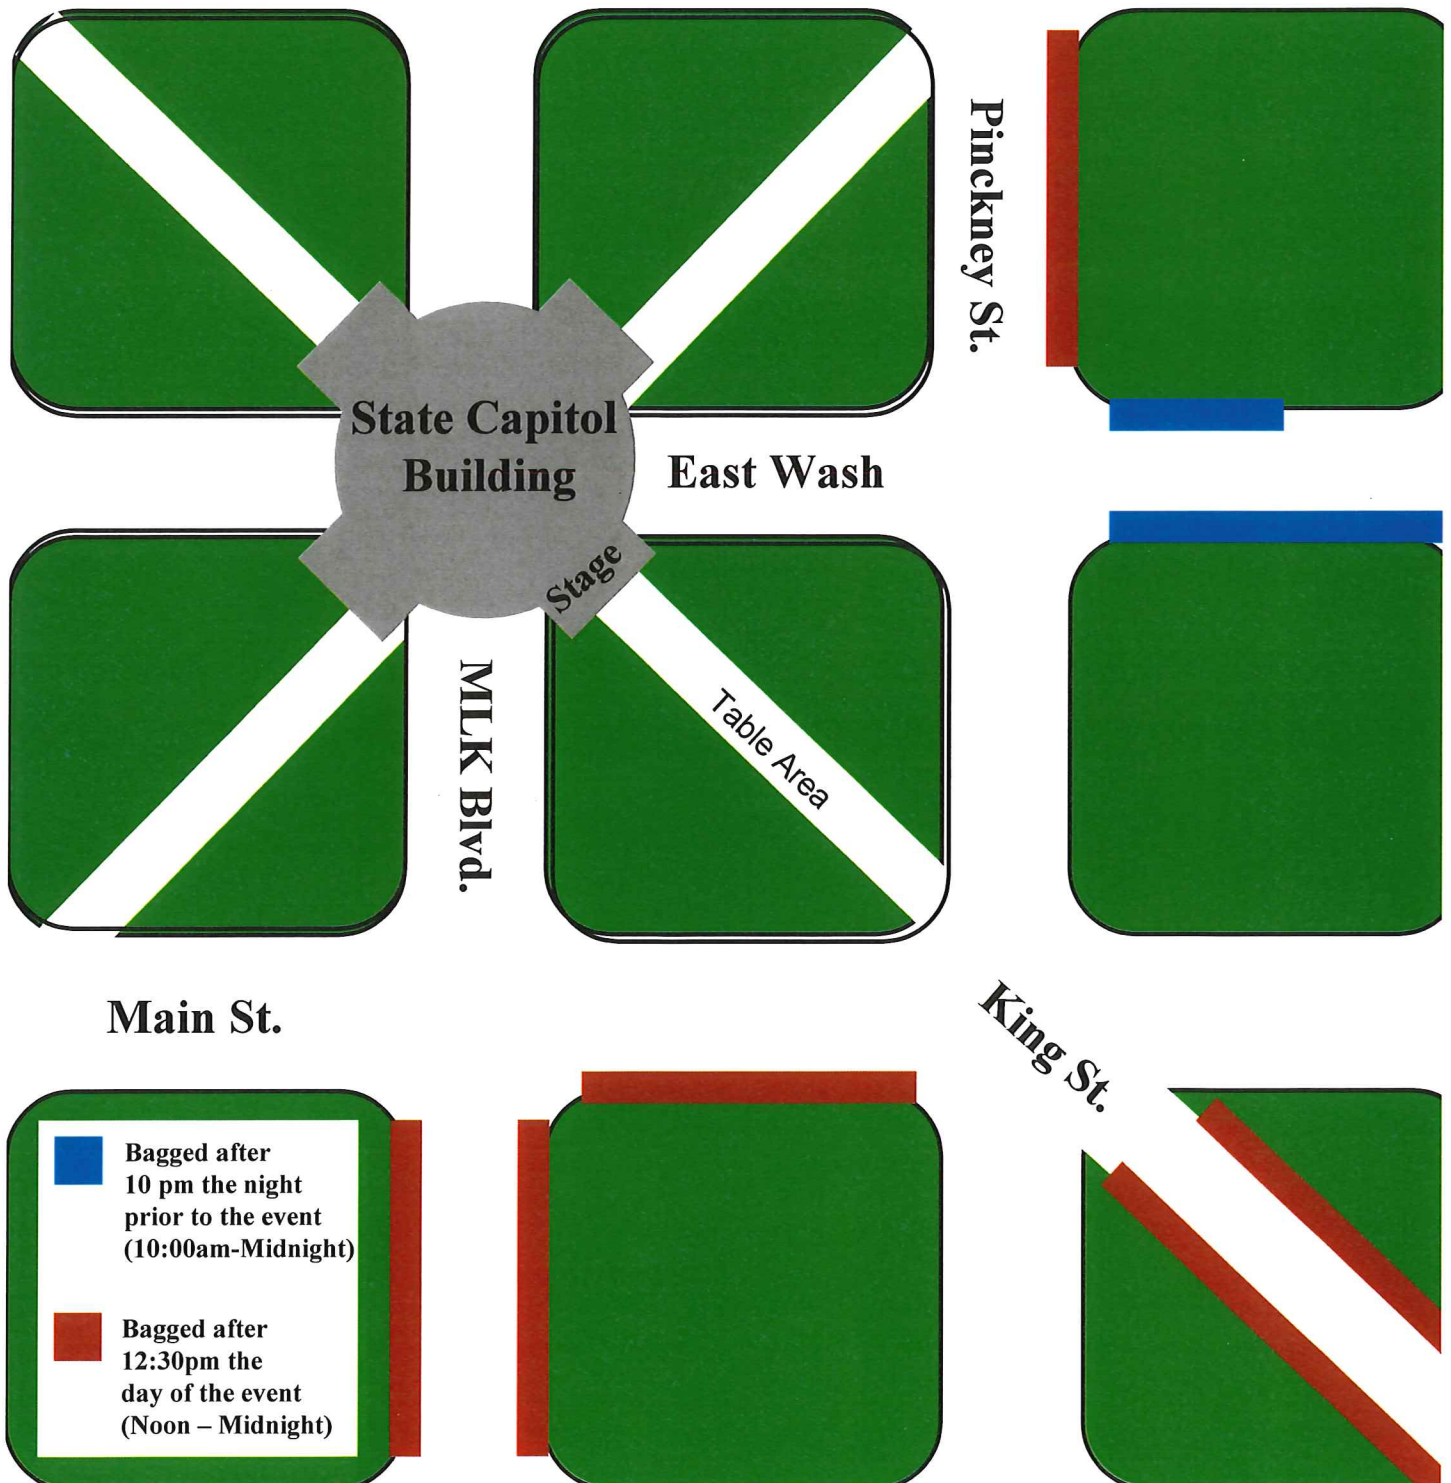 Pinckney St.
State Capitol
Building
East Wash
Stage
Table Area
MLK Blvd.
Main St.
King St.
Bagged after
10 pm the night
prior to the event
(10:00am-Midnight)
Bagged after
12:30pm the
day of the event
(Noon – Midnight)